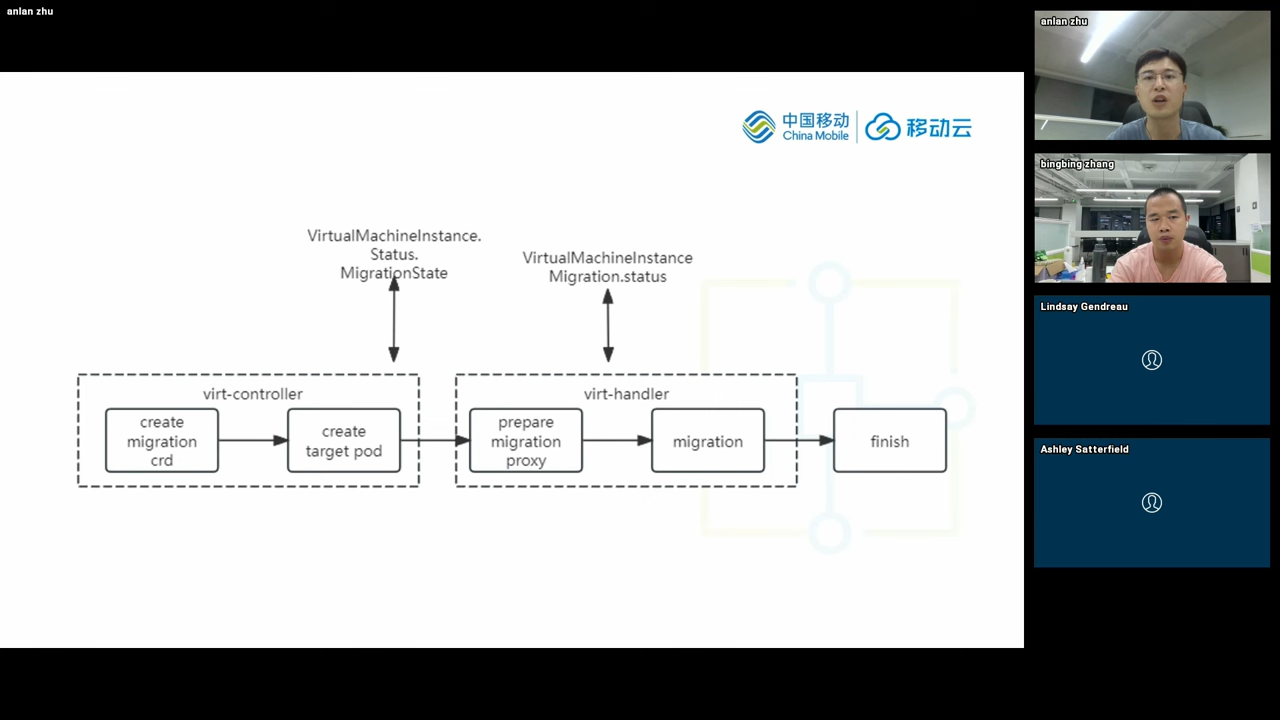 anlan zhu
中国移动
China Mobile
移动云
VirtualMachineInstance.
Status.
MigrationState
VirtualMachineInstance
Migration.status
virt-controller
create
migration
crd
create
target pod
virt-handler
prepare
migration
proxy
migration
finish
anlan zhu
bingbing zhang
Lindsay Gendreau
Ashley Satterfield